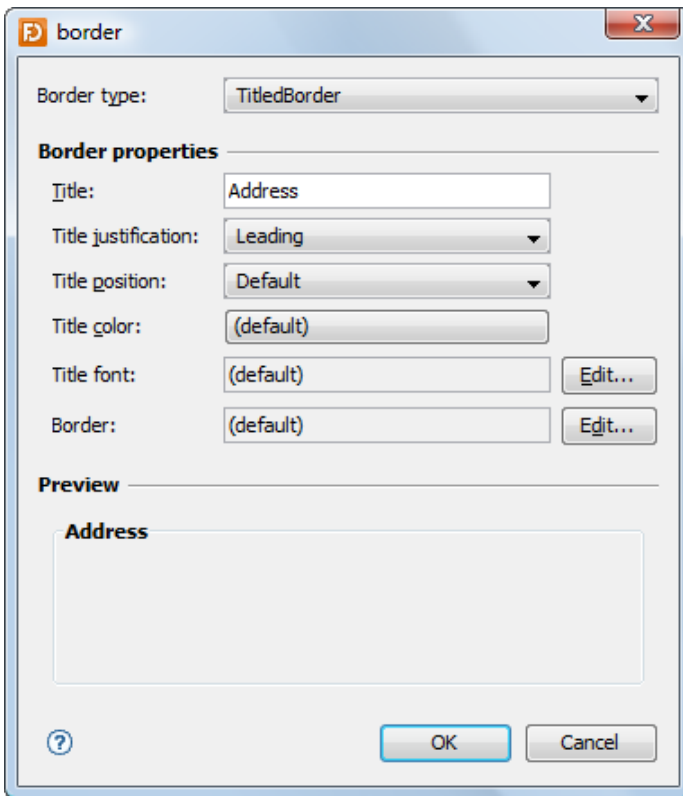 border
Border type: TitledBorder
Border properties
Title: Address
Title justification: Leading
Title position: Default
Title color: (default)
Title font: (default) Edit...
Border: (default) Edit...
Preview
Address
? OK Cancel